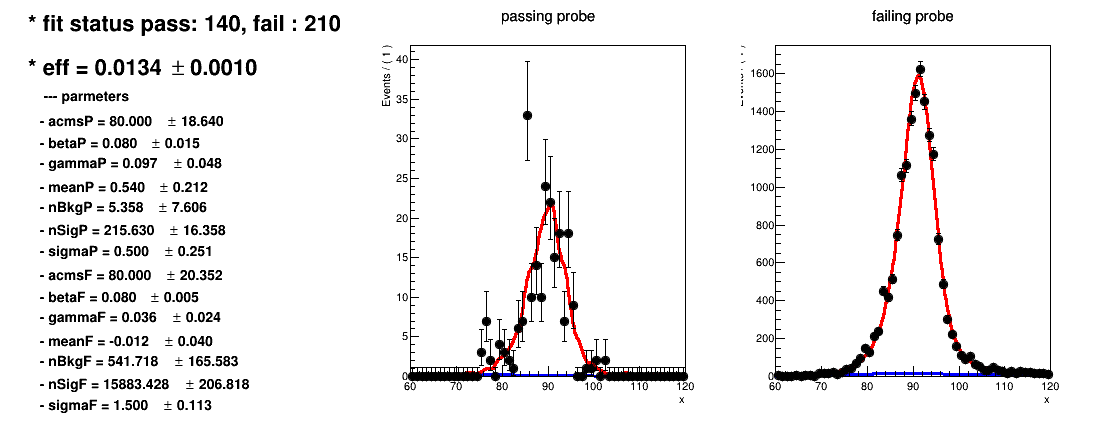 * fit status pass: 140, fail : 210
* eff = 0.0134 ± 0.0010
--- parmeters
- acmsP = 80.000 ± 18.640
- betaP = 0.080 ± 0.015
- gammaP = 0.097 ± 0.048
- meanP = 0.540 ± 0.212
- nBkgP = 5.358 ± 7.606
- nSigP = 215.630 ± 16.358
- sigmaP = 0.500 ± 0.251
- acmsF = 80.000 ± 20.352
- betaF = 0.080 ± 0.005
- gammaF = 0.036 ± 0.024
- meanF = -0.012 ± 0.040
- nBkgF = 541.718 ± 165.583
- nSigF = 15883.428 ± 206.818
- sigmaF = 1.500 ± 0.113
passing probe
Events / ( 1 )
40
35
30
25
20
15
10
5
0
60 70 80 90 100 110 120
x
failing probe
1600
1400
1200
1000
800
600
400
200
0
60 70 80 90 100 110 120
x